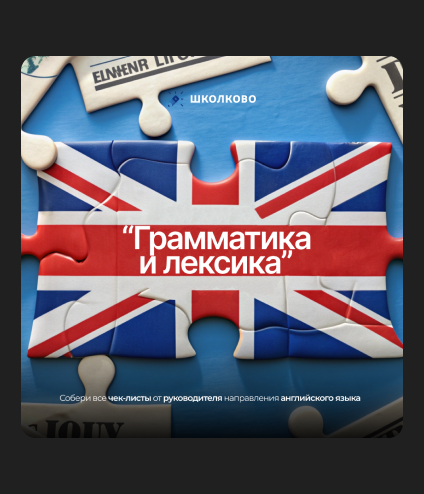 ШКОЛКОВО
“Грамматика
и лексика”
Собери все чек-листы от руководителя направления английского языка